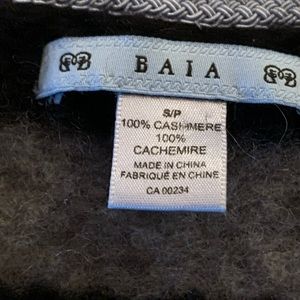 BAIA
S/P
100% CASHMERE
100%
CACHEMIRE
MADE IN CHINA
FABRIQUÉ EN CHINE
CA 00234